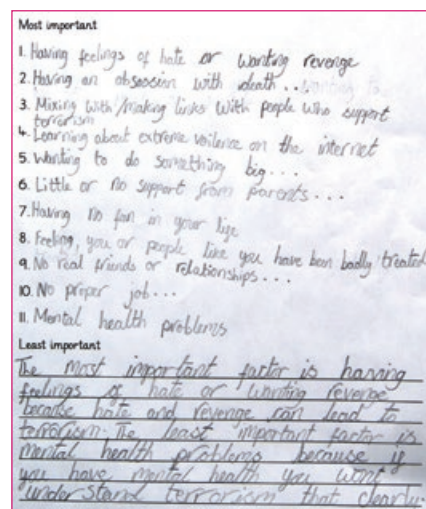 Most important
1. Having feelings of hate or wanting revenge
2. Having an obsession with death...
3. Mixing with/making links with people who support
terrorism
4. Learning about extreme voilence on the internet
5. Wanting to do something big...
6. Little or no support from parents...
7. Having no fun in your life
8. Feeling, you or people like you have been badly treated
9. No real friends or relationships...
10. No proper job...
11. Mental health problems
Least important
The most important factor is having
feelings of hate or wanting revenge
because hate and revenge can lead to
terrorism. The least important factor is
mental health problems because if
you have mental health you wont
understand terrorism that clearly.